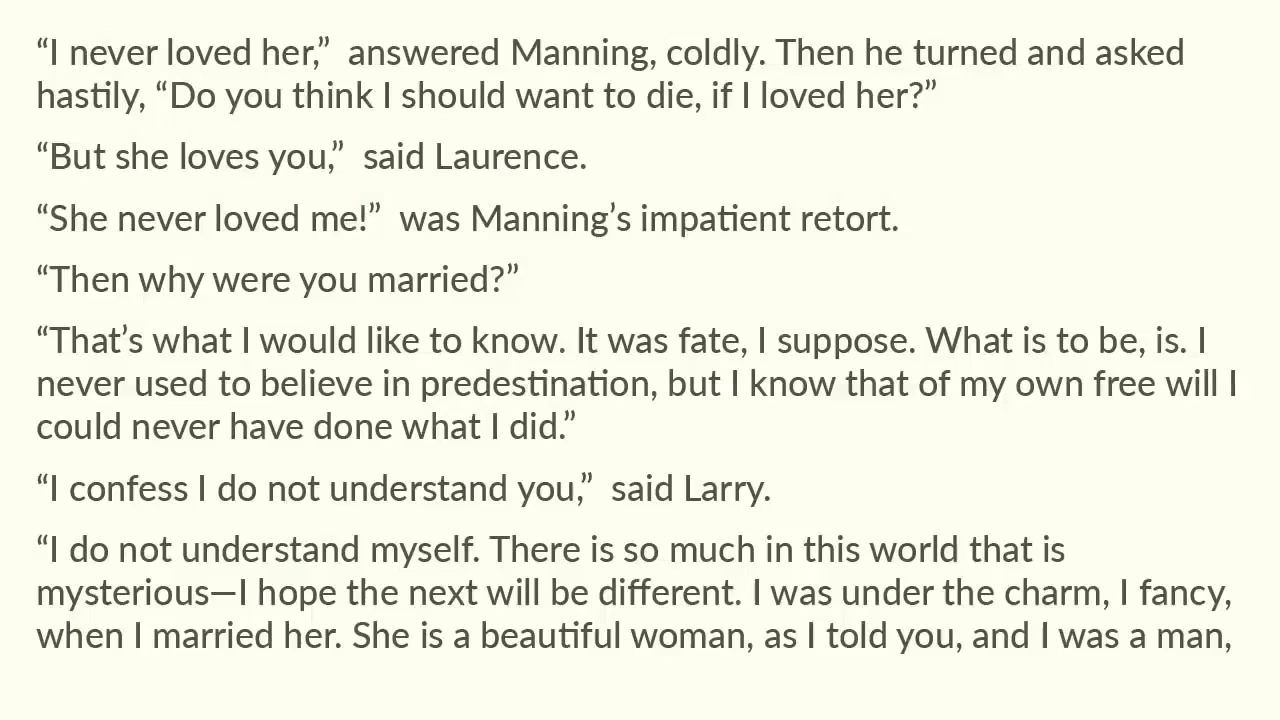 “I never loved her,”  answered Manning, coldly. Then he turned and asked
hastily, “Do you think I should want to die, if I loved her?”
“But she loves you,”  said Laurence.
“She never loved me!”  was Manning’s impatient retort.
“Then why were you married?”
“That’s what I would like to know. It was fate, I suppose. What is to be, is. I
never used to believe in predestination, but I know that of my own free will I
could never have done what I did.”
“I confess I do not understand you,”  said Larry.
“I do not understand myself. There is so much in this world that is
mysterious—I hope the next will be different. I was under the charm, I fancy,
when I married her. She is a beautiful woman, as I told you, and I was a man,